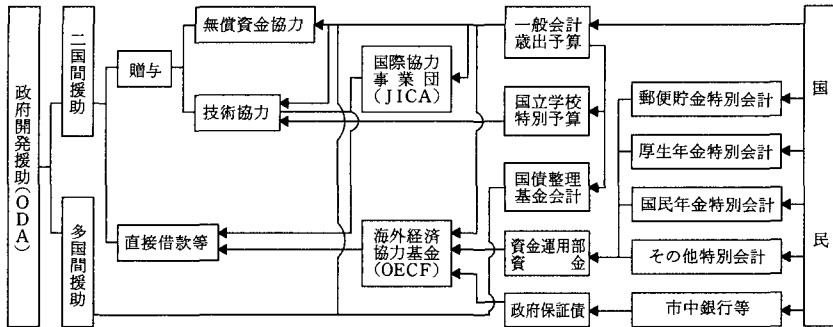 政府開発援助(ODA)
二国間援助
多国間援助
贈与
直接借款等
無償資金協力
技術協力
国際協力
事業団
(JICA)
海外経済
協力基金
(OECF)
一般会計
歳出予算
国立学校
特別予算
国債整理
基金会計
資金運用部
資金
政府保証債
郵便貯金特別会計
厚生年金特別会計
国民年金特別会計
その他特別会計
市中銀行等
国民